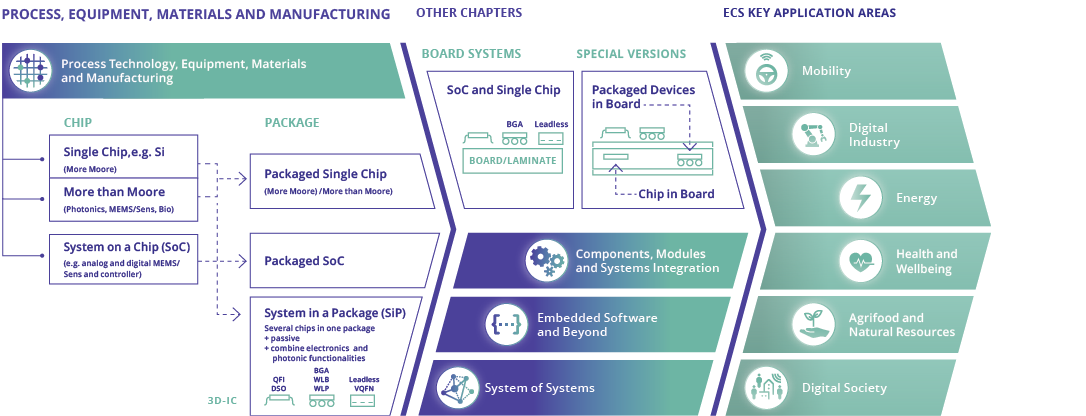 PROCESS, EQUIPMENT, MATERIALS AND MANUFACTURING
OTHER CHAPTERS
ECS KEY APPLICATION AREAS
Process Technology, Equipment, Materials
and Manufacturing
CHIP
PACKAGE
Single Chip,e.g. Si
(More Moore)
More than Moore
(Photonics, MEMS/Sens, Bio)
System on a Chip (SoC)
(e.g. analog and digital MEMS/
Sens and controller)
Packaged Single Chip
(More Moore) /More than Moore)
Packaged SoC
System in a Package (SiP)
Several chips in one package
+ passive
+ combine electronics and
photonic functionalities
QFI
DSO
BGA
WLB
WLP
Leadless
VQFN
3D-IC
BOARD SYSTEMS
SoC and Single Chip
BGA
Leadless
BOARD/LAMINATE
SPECIAL VERSIONS
Packaged Devices
in Board
Chip in Board
Components, Modules
and Systems Integration
Embedded Software
and Beyond
System of Systems
Mobility
Digital
Industry
Energy
Health and
Wellbeing
Agrifood and
Natural Resources
Digital Society